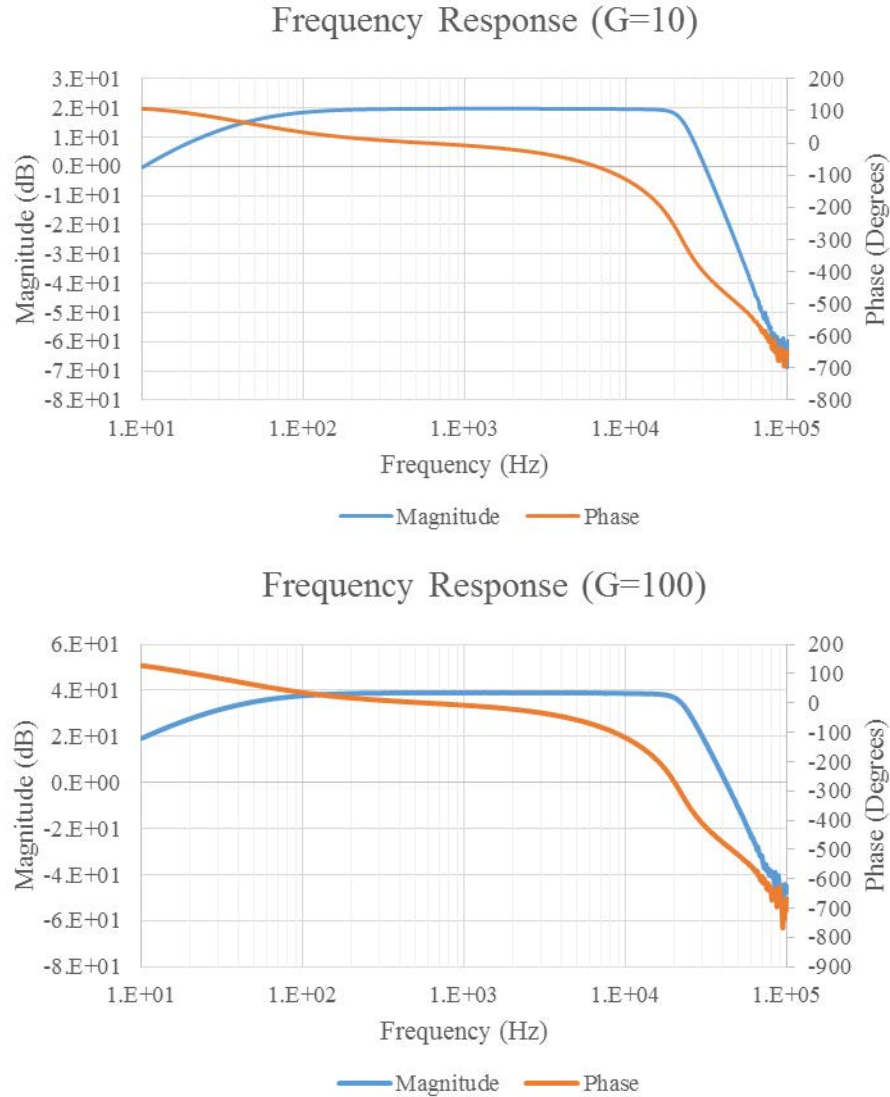 Frequency Response (G=10)
Magnitude (dB)
3.E+01
2.E+01
1.E+01
0.E+00
-1.E+01
-2.E+01
-3.E+01
-4.E+01
-5.E+01
-6.E+01
-7.E+01
-8.E+01
200
100
0
-100
-200
-300
-400
-500
-600
-700
-800
Phase (Degrees)
1.E+01 1.E+02 1.E+03 1.E+04 1.E+05
Frequency (Hz)
Magnitude Phase
Frequency Response (G=100)
Magnitude (dB)
6.E+01
4.E+01
2.E+01
0.E+00
-2.E+01
-4.E+01
-6.E+01
-8.E+01
200
100
0
-100
-200
-300
-400
-500
-600
-700
-800
-900
Phase (Degrees)
1.E+01 1.E+02 1.E+03 1.E+04 1.E+05
Frequency (Hz)
Magnitude Phase